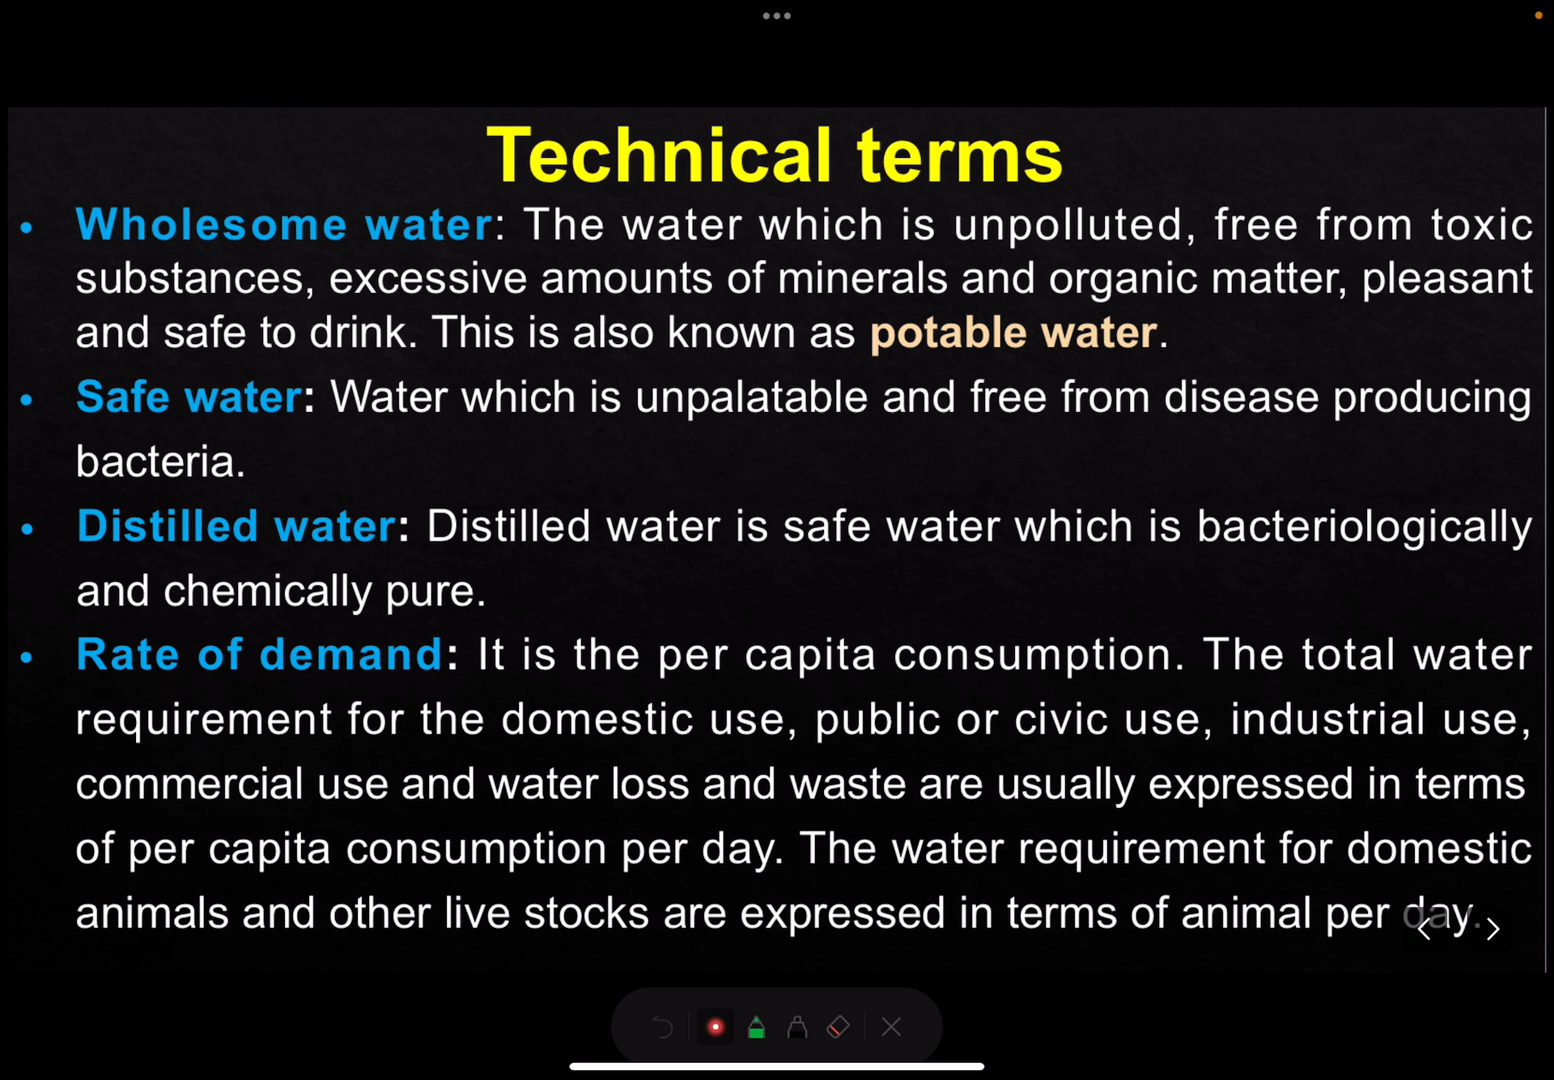 Technical terms
• Wholesome water: The water which is unpolluted, free from toxic
substances, excessive amounts of minerals and organic matter, pleasant
and safe to drink. This is also known as potable water.
• Safe water: Water which is unpalatable and free from disease producing
bacteria.
• Distilled water: Distilled water is safe water which is bacteriologically
and chemically pure.
• Rate of demand: It is the per capita consumption. The total water
requirement for the domestic use, public or civic use, industrial use,
commercial use and water loss and waste are usually expressed in terms
of per capita consumption per day. The water requirement for domestic
animals and other live stocks are expressed in terms of animal per day.